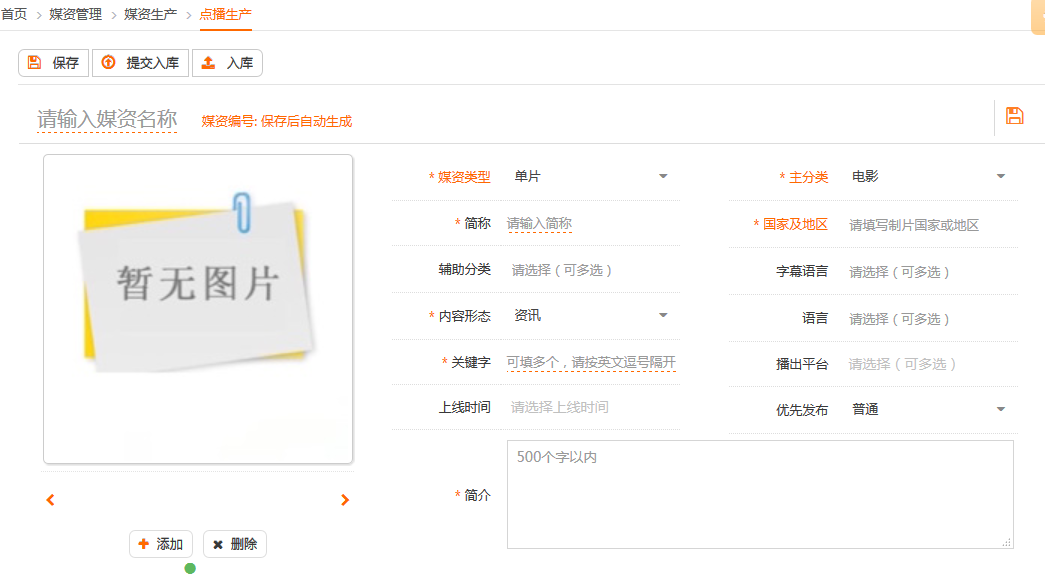 首页 > 媒资管理 > 媒资生产 > 点播生产
保存 提交入库 入库
请输入媒资名称 媒资编号: 保存后自动生成
暂无图片
* 媒资类型 单片 * 主分类 电影
* 简称 请输入简称 * 国家及地区 请填写制片国家或地区
辅助分类 请选择（可多选） 字幕语言 请选择（可多选）
* 内容形态 资讯 语言 请选择（可多选）
* 关键字 可填多个，请按英文逗号隔开 播出平台 请选择（可多选）
上线时间 请选择上线时间 优先发布 普通
* 简介 500个字以内
添加 删除